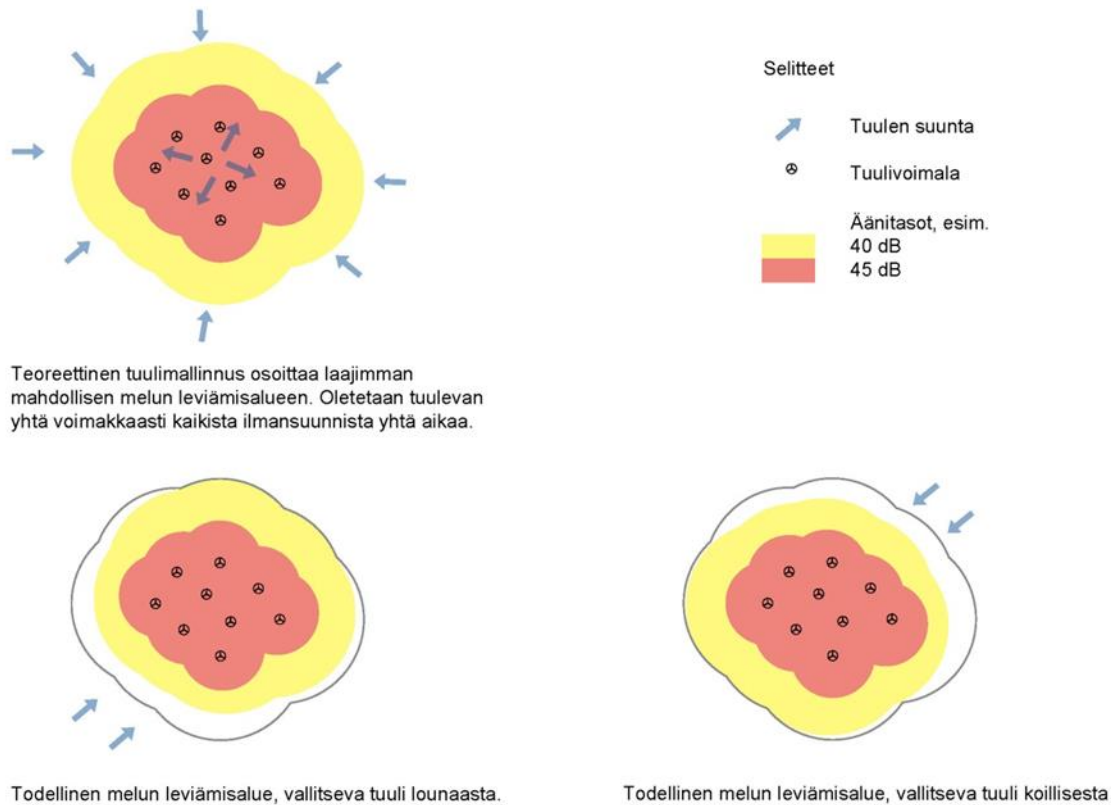 Selitteet
Tuulen suunta
Tuulivoimala
Äänitasot, esim.
40 dB
45 dB
Teoreettinen tuulimallinnus osoittaa laajimman
mahdollisen melun leviämisalueen. Oletetaan tuulevan
yhtä voimakkaasti kaikista ilmansuunnista yhtä aikaa.
Todellinen melun leviämisalue, vallitseva tuuli lounaasta.
Todellinen melun leviämisalue, vallitseva tuuli koillisesta